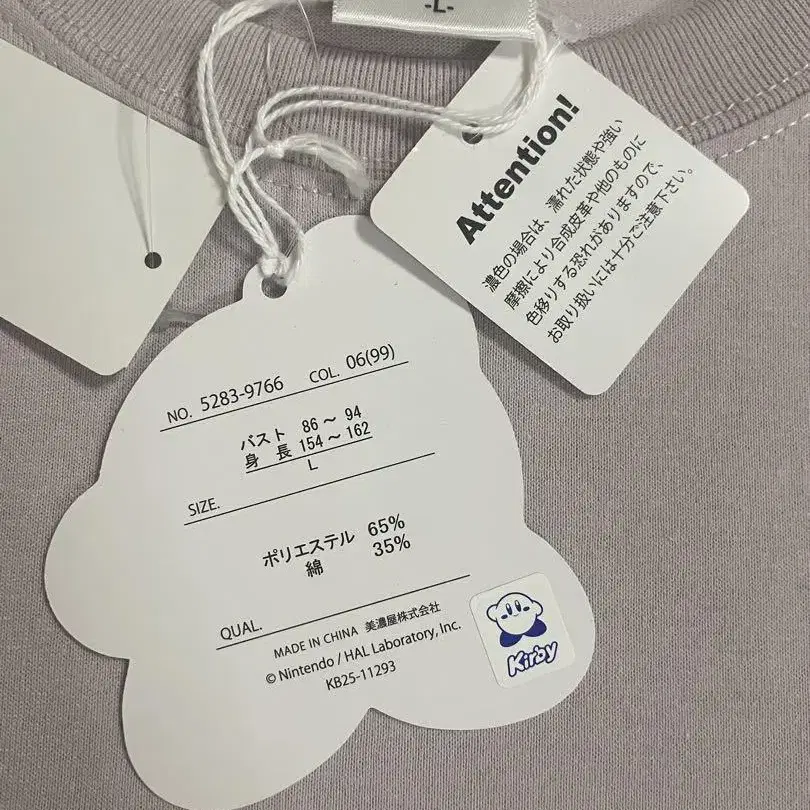 -L-
Attention!
濃色の場合は、濡れた状態や強い
摩擦により合成皮革や他のものに
色移りする恐れがありますので、
お取り扱いには十分ご注意下さい。
NO. 5283-9766 COL. 06(99)
バスト 86～94
身長 154～162
L
SIZE.
ポリエステル 65%
綿 35%
QUAL.
MADE IN CHINA 美濃屋株式会社
© Nintendo / HAL Laboratory, Inc.
KB25-11293
Kirby